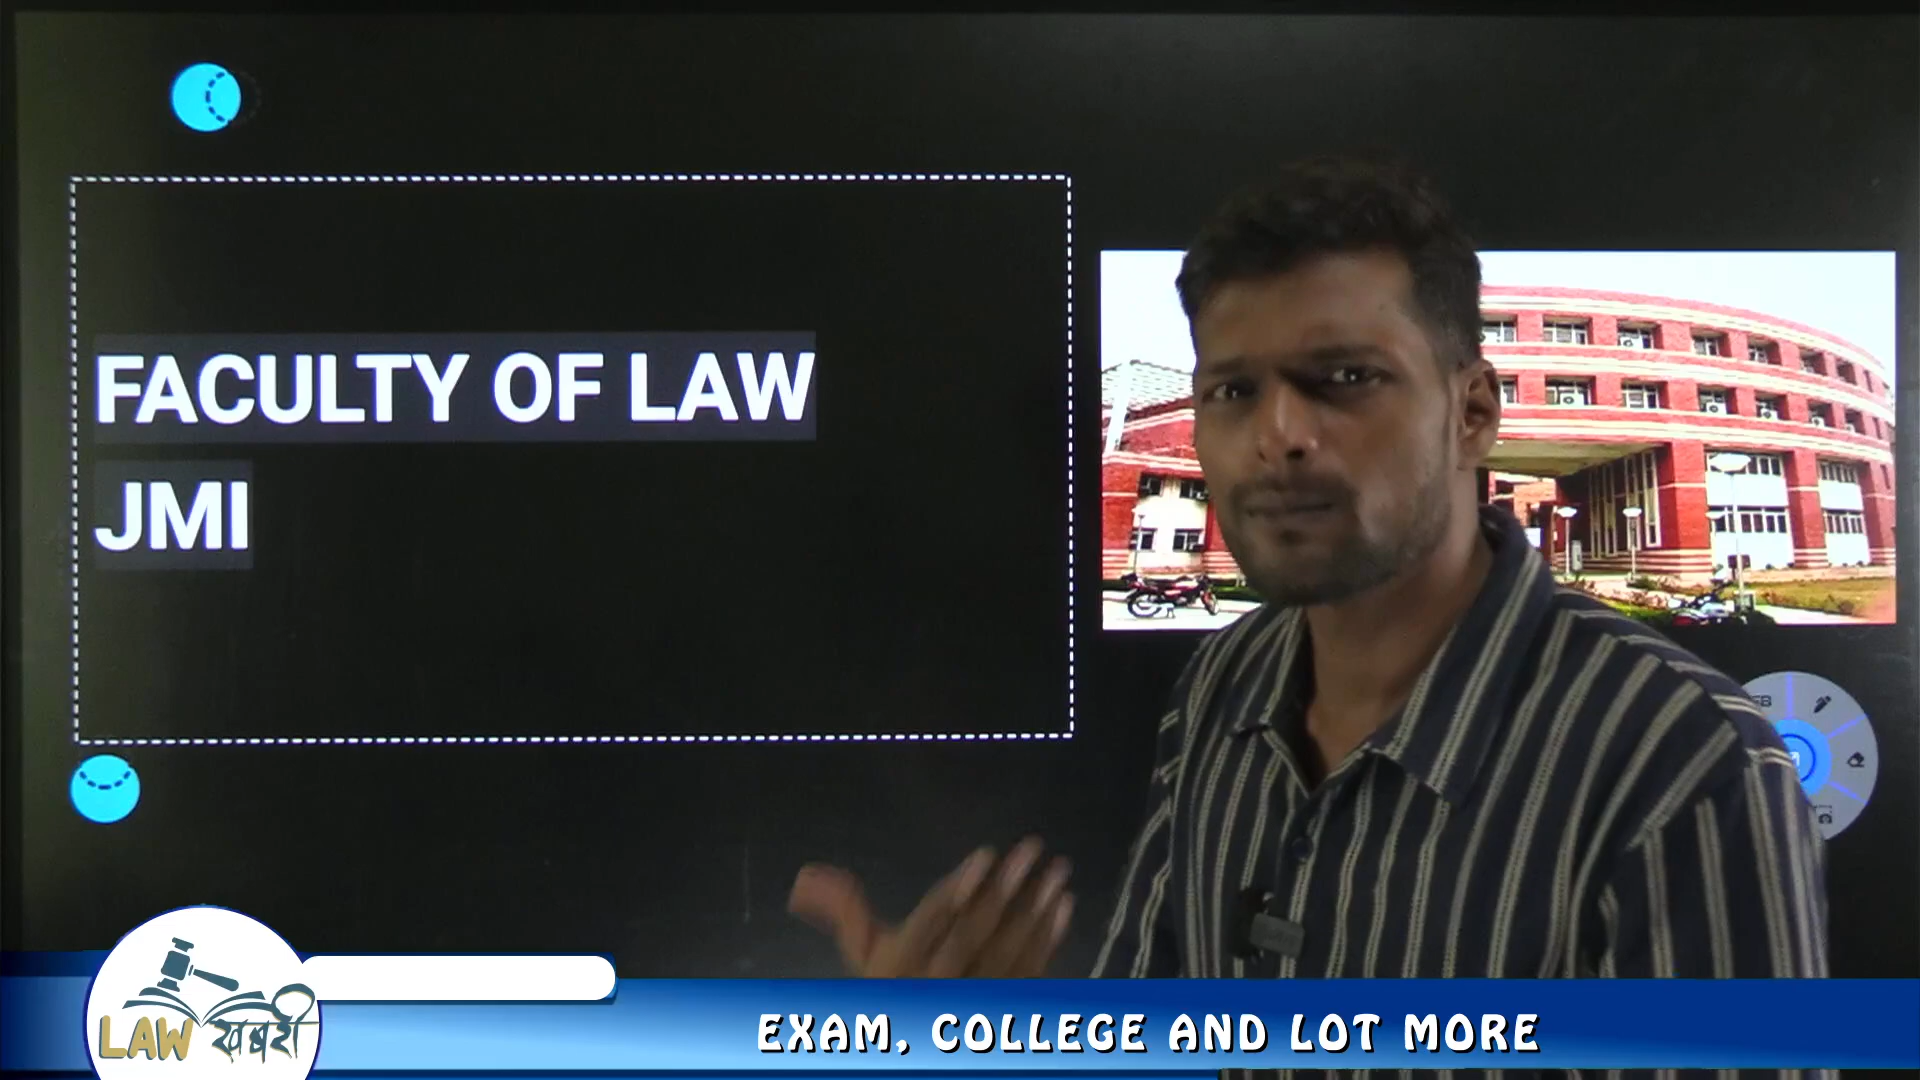 FACULTY OF LAW
JMI
LAW खबरी
EXAM, COLLEGE AND LOT MORE